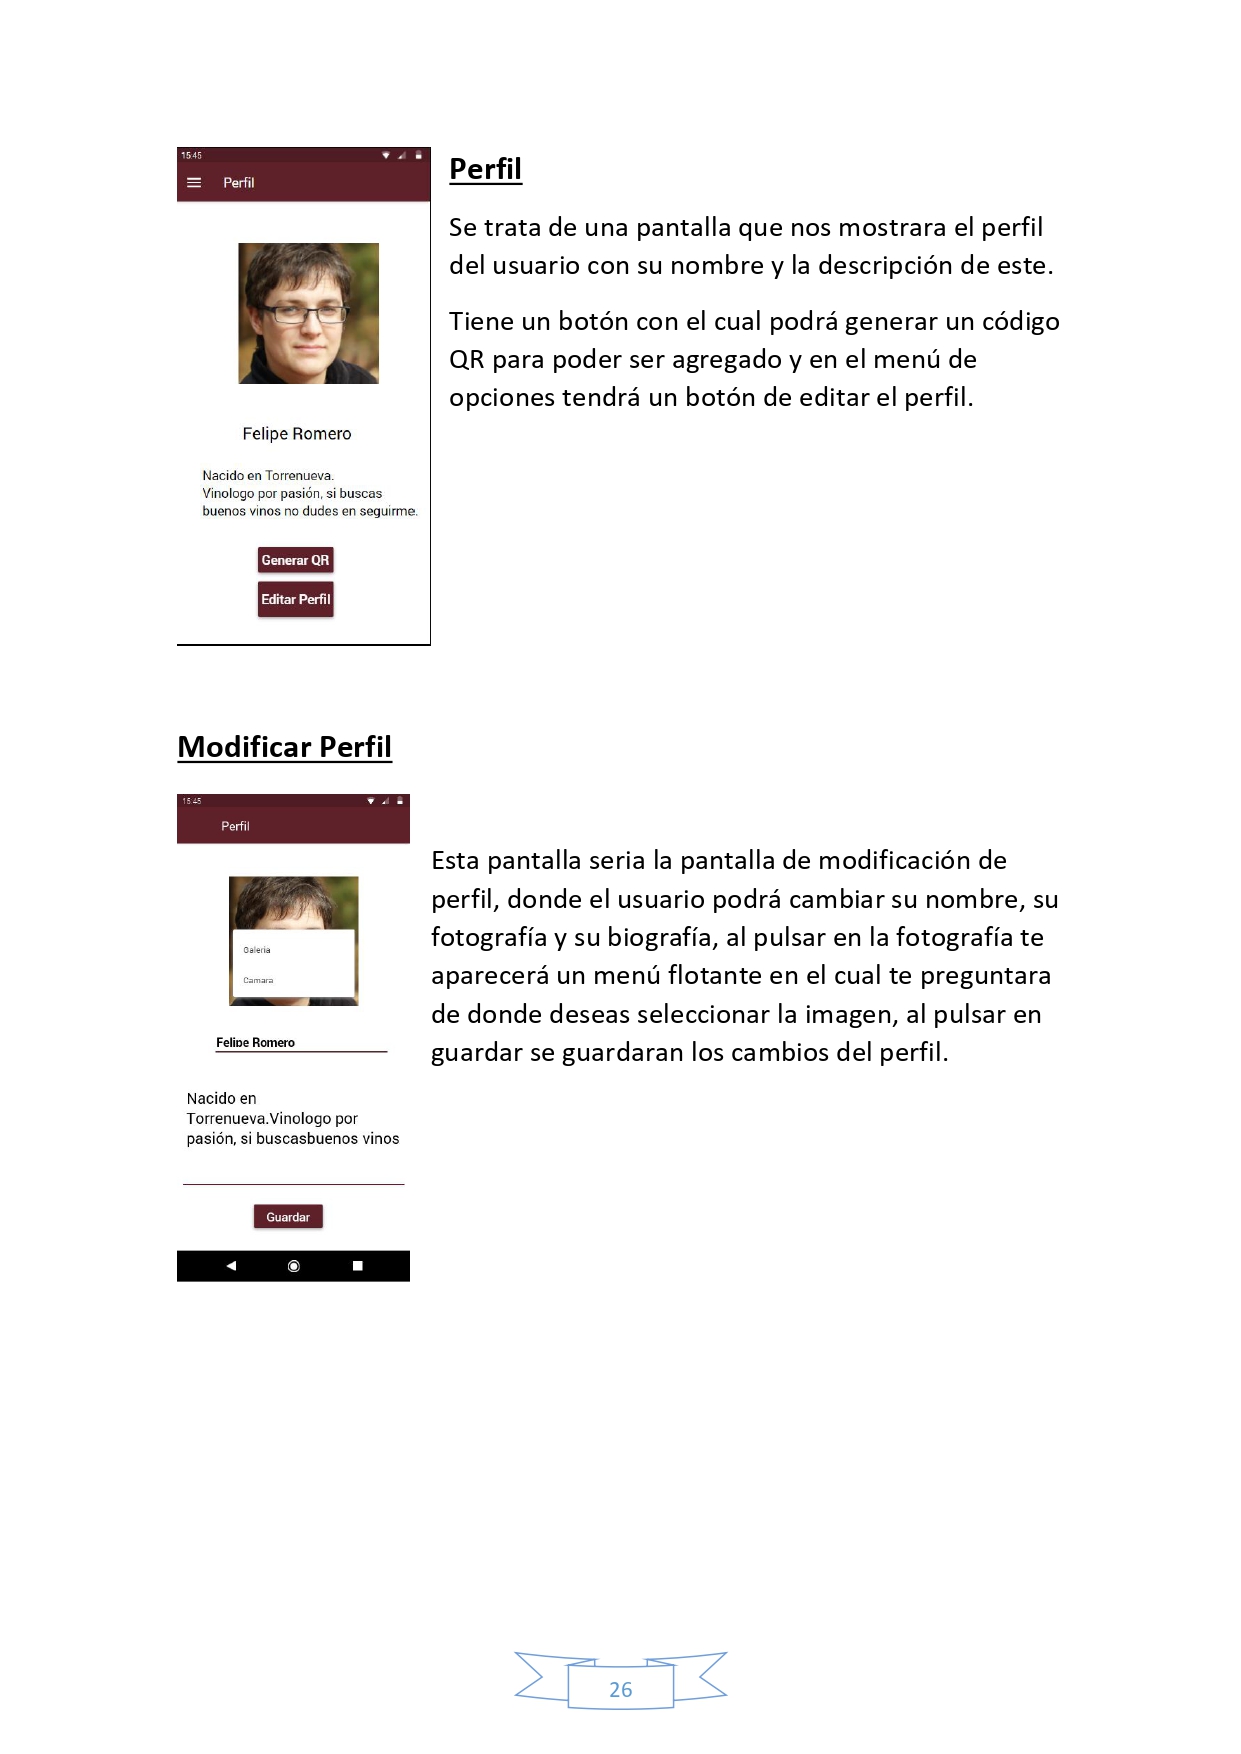 15:45
Perfil
Felipe Romero
Nacido en Torrenueva.
Vinologo por pasión, si buscas
buenos vinos no dudes en seguirme.
Generar QR
Editar Perfil
Perfil
Se trata de una pantalla que nos mostrara el perfil
del usuario con su nombre y la descripción de este.
Tiene un botón con el cual podrá generar un código
QR para poder ser agregado y en el menú de
opciones tendrá un botón de editar el perfil.
Modificar Perfil
15:45
Perfil
Galeria
Camara
Felipe Romero
Nacido en
Torrenueva.Vinologo por
pasión, si buscasbuenos vinos
Guardar
Esta pantalla seria la pantalla de modificación de
perfil, donde el usuario podrá cambiar su nombre, su
fotografía y su biografía, al pulsar en la fotografía te
aparecerá un menú flotante en el cual te preguntara
de donde deseas seleccionar la imagen, al pulsar en
guardar se guardaran los cambios del perfil.
26